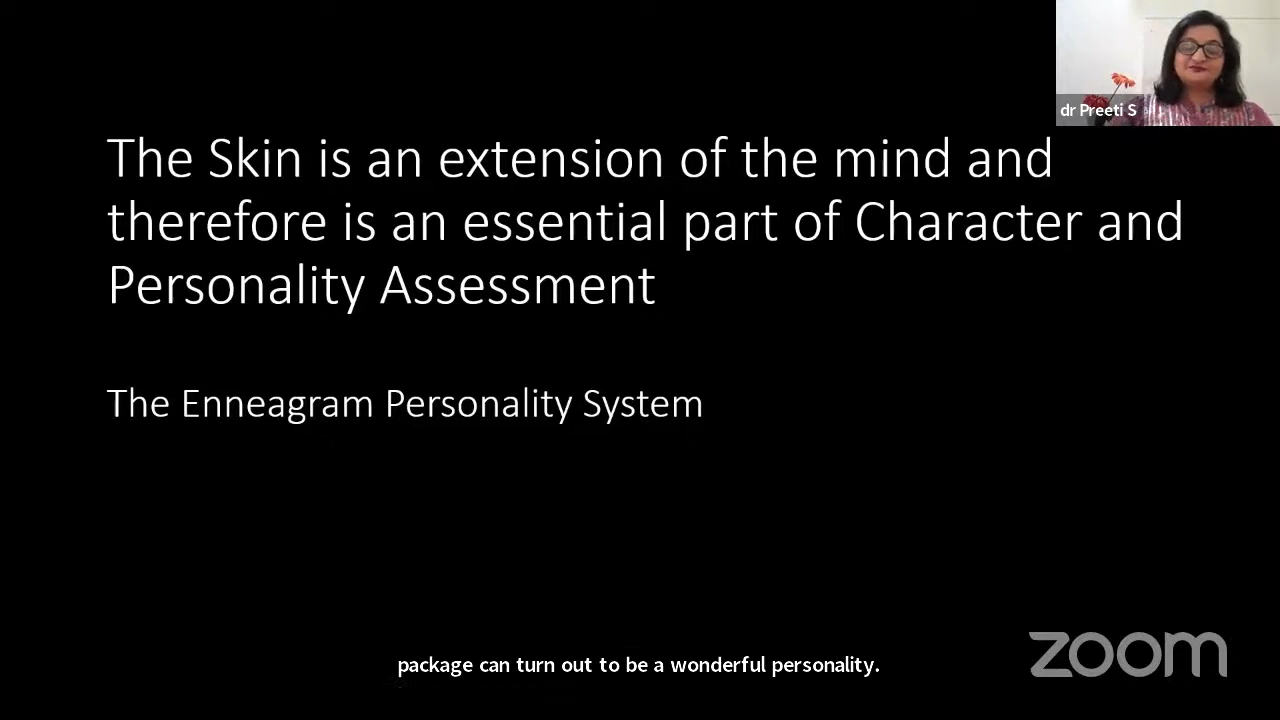 dr Preeti S
The Skin is an extension of the mind and
therefore is an essential part of Character and
Personality Assessment
The Enneagram Personality System
package can turn out to be a wonderful personality.
zoom